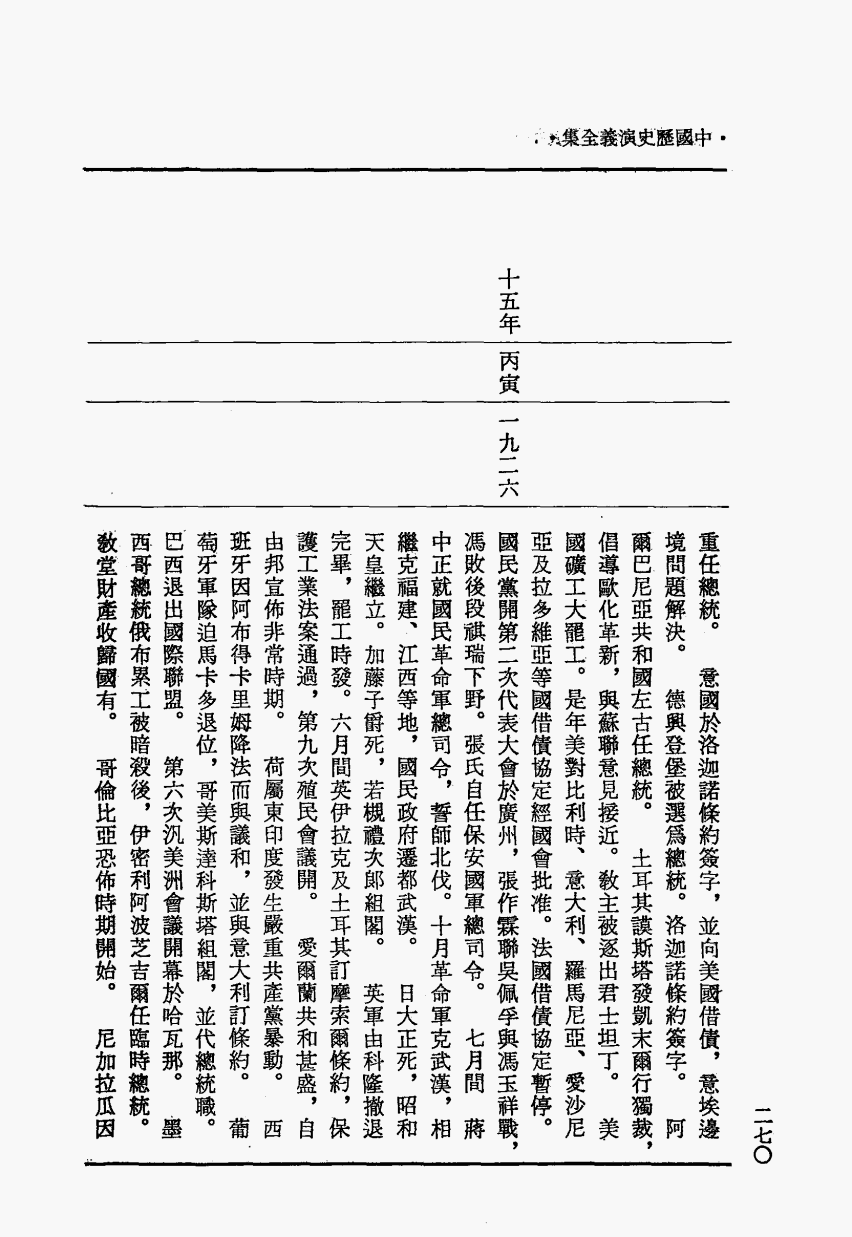 ·中國歷史演義全集·
二七〇
重任總統。　意國於洛迦諾條約簽字，並向美國借債，意埃邊
境問題解決。　德興登堡被選爲總統。洛迦諾條約簽字。　阿
爾巴尼亞共和國左古任總統。　土耳其謨斯塔發凱末爾行獨裁，
倡導歐化革新，與蘇聯意見接近。教主被逐出君士坦丁。　美
國礦工大罷工。是年美對比利時、意大利、羅馬尼亞、愛沙尼
亞及拉多維亞等國借債協定經國會批准。法國借債協定暫停。
十五年　丙寅　一九二六　國民黨開第二次代表大會於廣州，張作霖聯吳佩孚與馮玉祥戰，
馮敗後段祺瑞下野。張氏自任保安國軍總司令。　七月間　蔣
中正就國民革命軍總司令，誓師北伐。十月革命軍克武漢，相
繼克福建、江西等地，國民政府遷都武漢。　日大正死，昭和
天皇繼立。加藤子爵死，若槻禮次郎組閣。　英軍由科隆撤退
完畢，罷工時發。六月間英伊拉克及土耳其訂摩索爾條約，保
護工業法案通過，第九次殖民會議開。　愛爾蘭共和甚盛，自
由邦宣佈非常時期。　荷屬東印度發生嚴重共產黨暴動。　西
班牙因阿布得卡里姆降法而與議和，並與意大利訂條約。　葡
萄牙軍隊迫馬卡多退位，哥美斯達科斯塔組閣，並代總統職。
巴西退出國際聯盟。　第六次汎美洲會議開幕於哈瓦那。　墨
西哥總統俄布累工被暗殺後，伊密利阿波芝吉爾任臨時總統。
教堂財產收歸國有。　哥倫比亞恐佈時期開始。　尼加拉瓜因